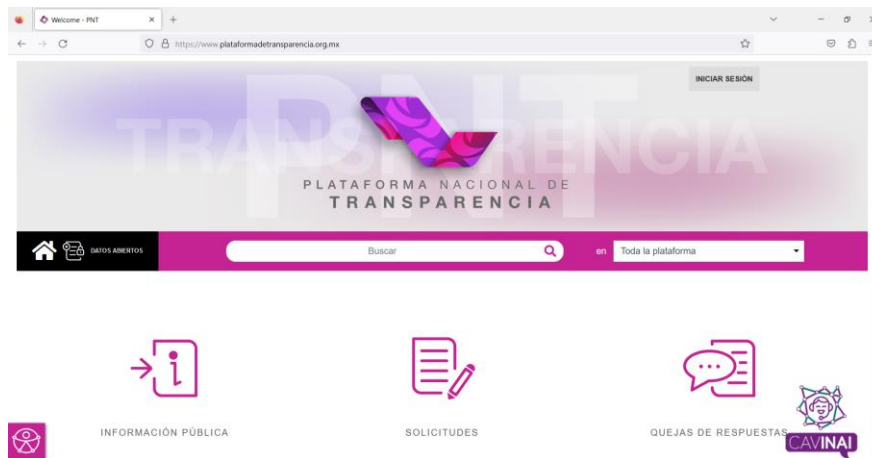 Welcome - PNT
https://www.plataformadetransparencia.org.mx
INICIAR SESIÓN
PNT
TRANSPARENCIA
PLATAFORMA NACIONAL DE
TRANSPARENCIA
DATOS ABIERTOS
Buscar
en
Toda la plataforma
INFORMACIÓN PÚBLICA
SOLICITUDES
QUEJAS DE RESPUESTAS
CAVINAI